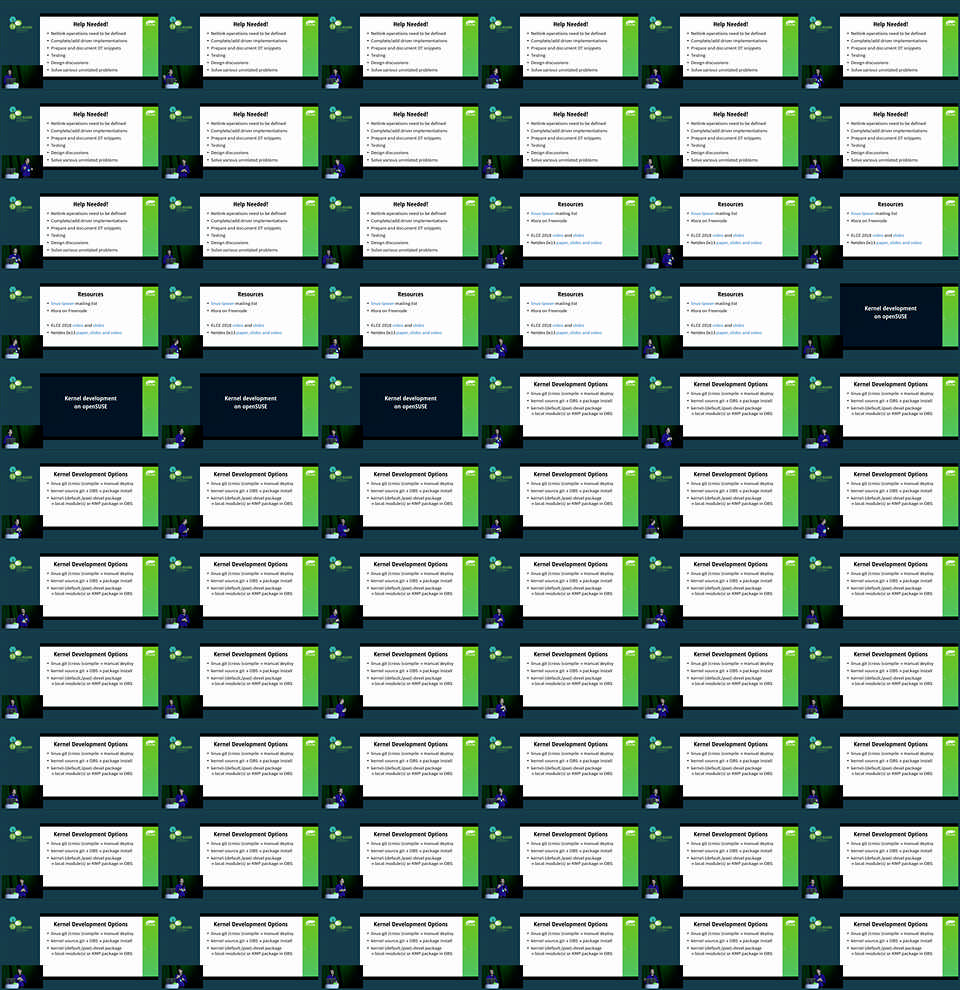 Help Needed!
• Netlink operations need to be defined
• Complete/add driver implementations
• Prepare and document DT snippets
• Testing
• Design discussions
• Solve various unrelated problems
Resources
• linux-lpwan mailing list
• #lora on Freenode
• ELCE 2018 video and slides
• Netdev 0x13 paper, slides and video
Kernel development
on openSUSE
Kernel Development Options
• linux.git (cross-)compile + manual deploy
• kernel-source.git + OBS + package install
• kernel-{default,lpae}-devel package
+ local module(s) or KMP package in OBS